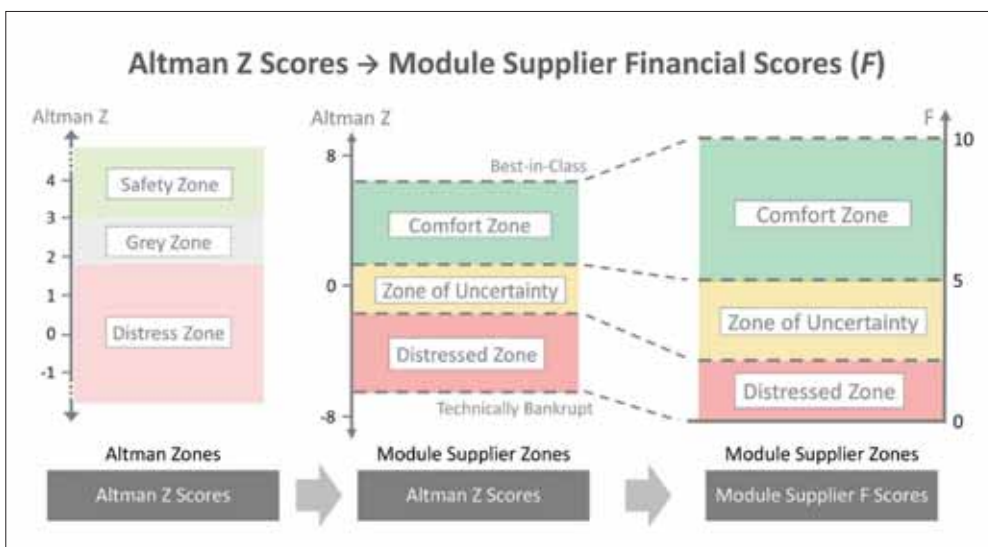 Altman Z Scores → Module Supplier Financial Scores (F)
Altman Z
4
3
2
1
0
-1
Safety Zone
Grey Zone
Distress Zone
Altman Zones
Altman Z Scores
Altman Z
8
0
-8
Best-in-Class
Comfort Zone
Zone of Uncertainty
Distressed Zone
Technically Bankrupt
Module Supplier Zones
Altman Z Scores
F
10
5
0
Comfort Zone
Zone of Uncertainty
Distressed Zone
Module Supplier Zones
Module Supplier F Scores